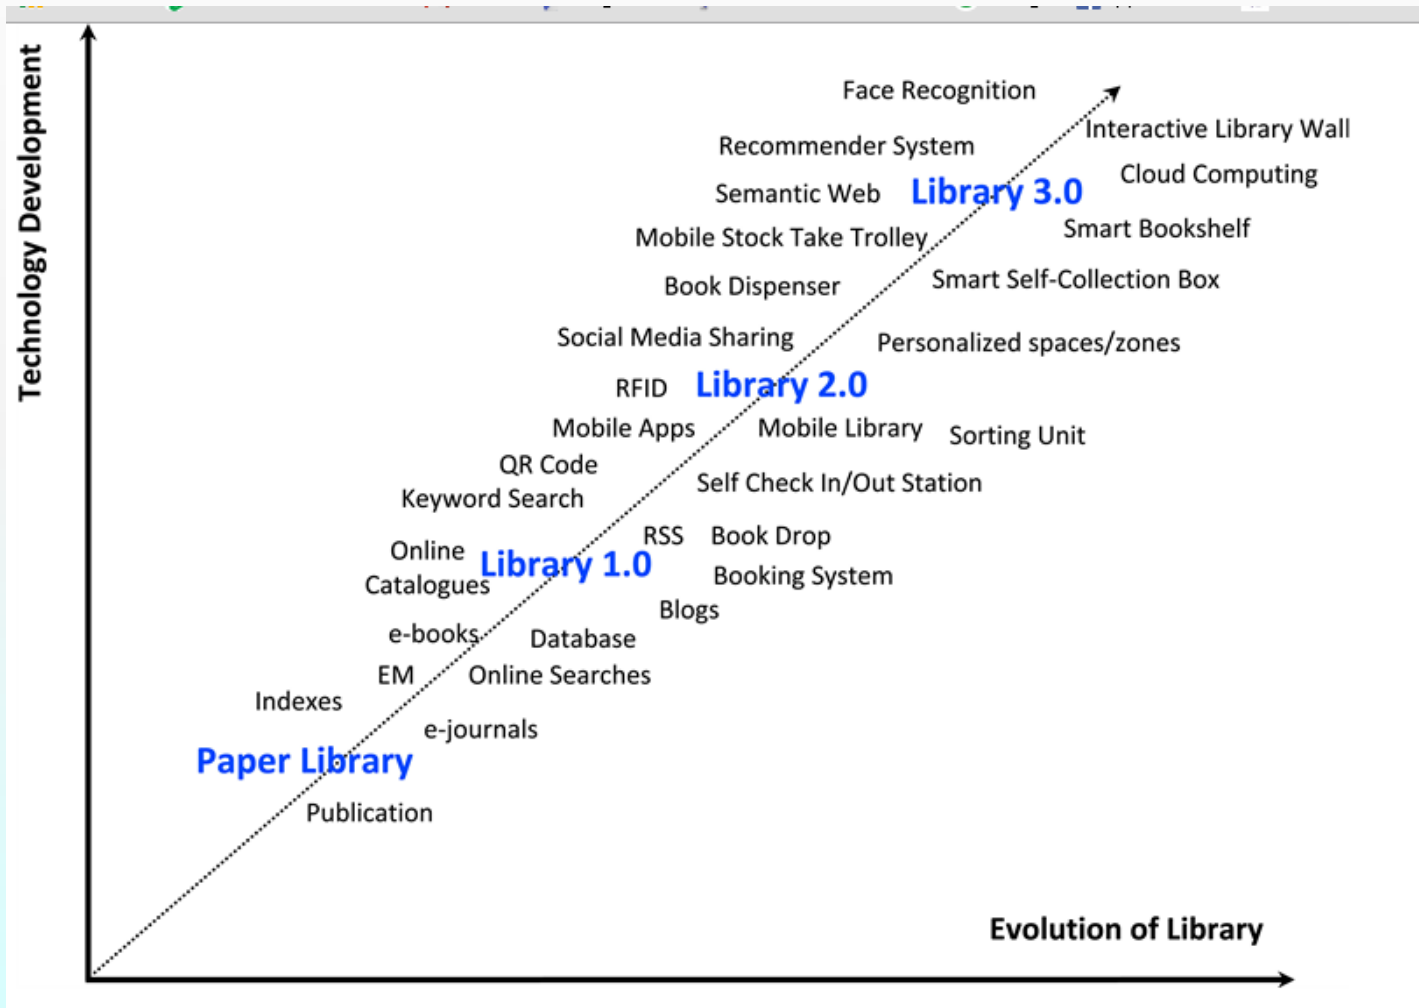 Technology Development
Face Recognition
Interactive Library Wall
Recommender System
Cloud Computing
Semantic Web
Library 3.0
Smart Bookshelf
Mobile Stock Take Trolley
Smart Self-Collection Box
Book Dispenser
Social Media Sharing
Personalized spaces/zones
RFID
Library 2.0
Mobile Apps
Mobile Library
Sorting Unit
QR Code
Self Check In/Out Station
Keyword Search
RSS
Book Drop
Online
Catalogues
Library 1.0
Booking System
Blogs
e-books
Database
EM
Online Searches
Indexes
e-journals
Paper Library
Publication
Evolution of Library